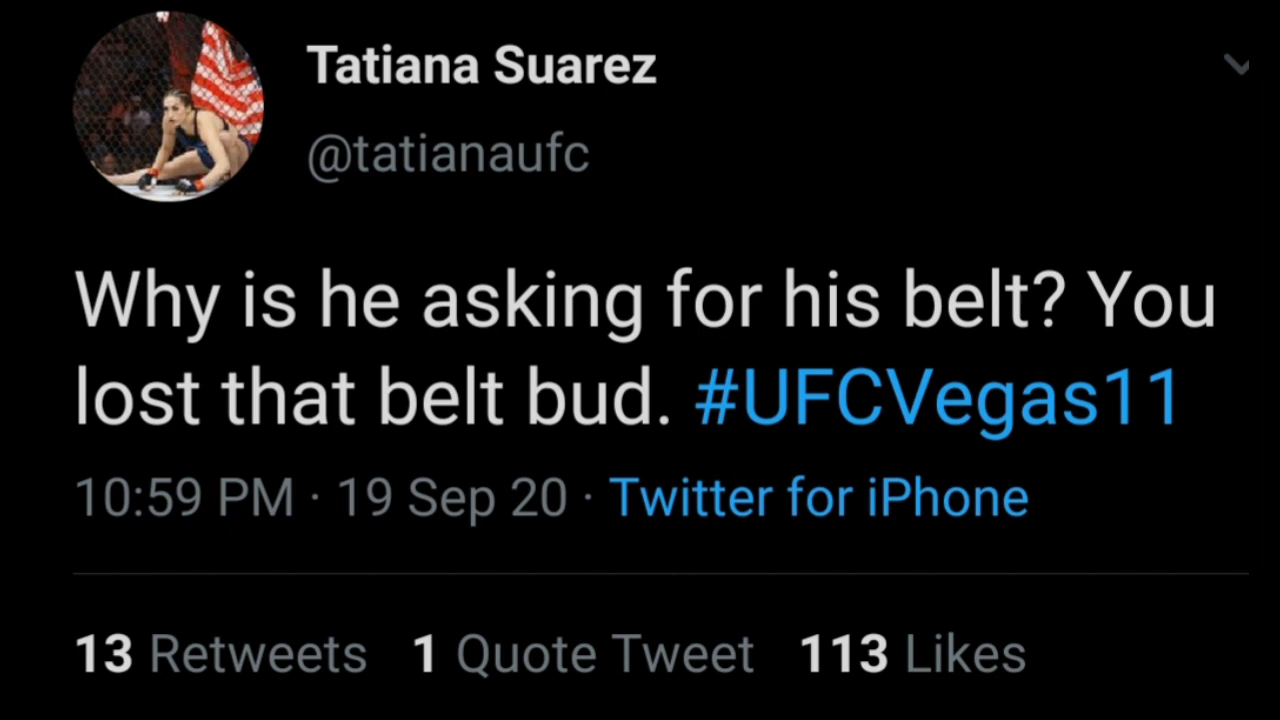 Tatiana Suarez
@tatianaufc
Why is he asking for his belt? You
lost that belt bud. #UFCVegas11
10:59 PM · 19 Sep 20 · Twitter for iPhone
13 Retweets 1 Quote Tweet 113 Likes